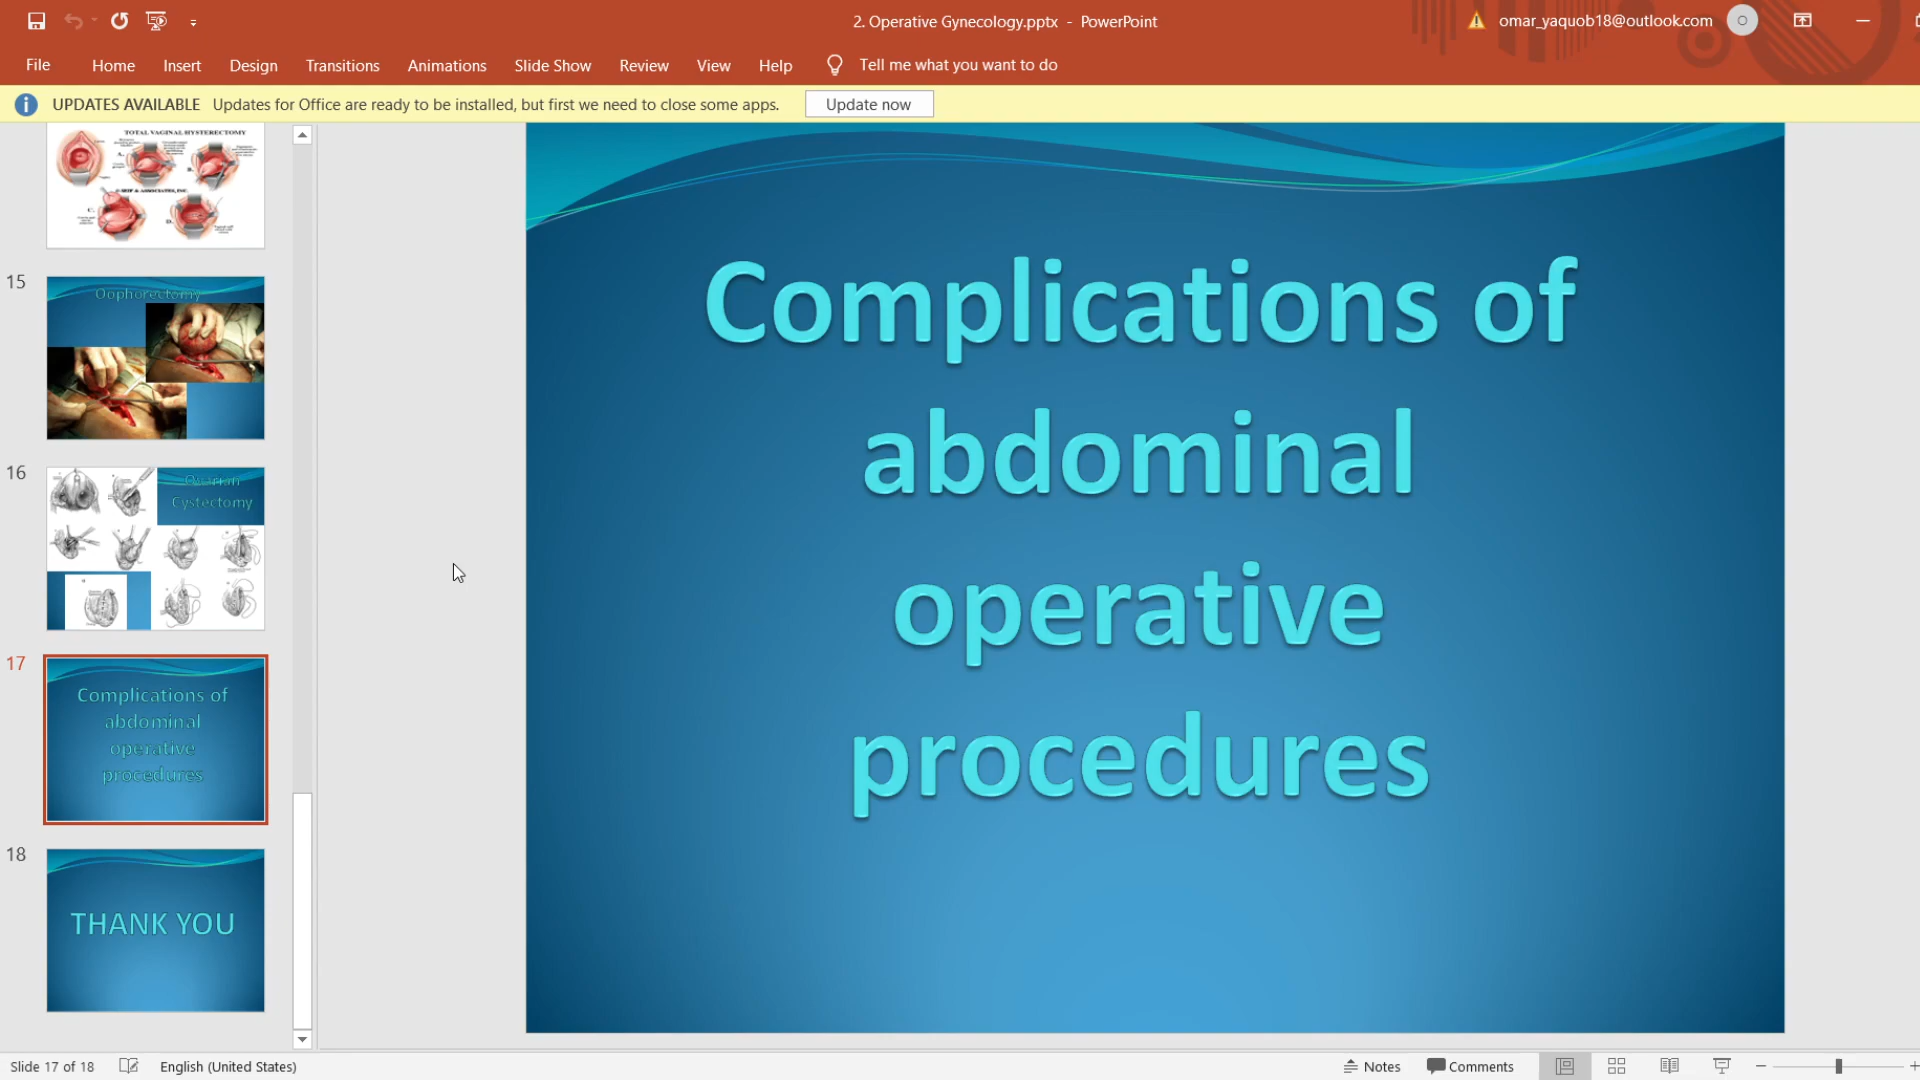 2. Operative Gynecology.pptx - PowerPoint
omar_yaquob18@outlook.com
O
File
Home
Insert
Design
Transitions
Animations
Slide Show
Review
View
Help
Tell me what you want to do
UPDATES AVAILABLE Updates for Office are ready to be installed, but first we need to close some apps.
Update now
TOTAL VAGINAL HYSTERECTOMY
A.
B.
C.
D.
15
Oophorectomy
16
Ovarian
Cystectomy
17
Complications of
abdominal
operative
procedures
18
THANK YOU
Complications of
abdominal
operative
procedures
Slide 17 of 18
English (United States)
Notes
Comments